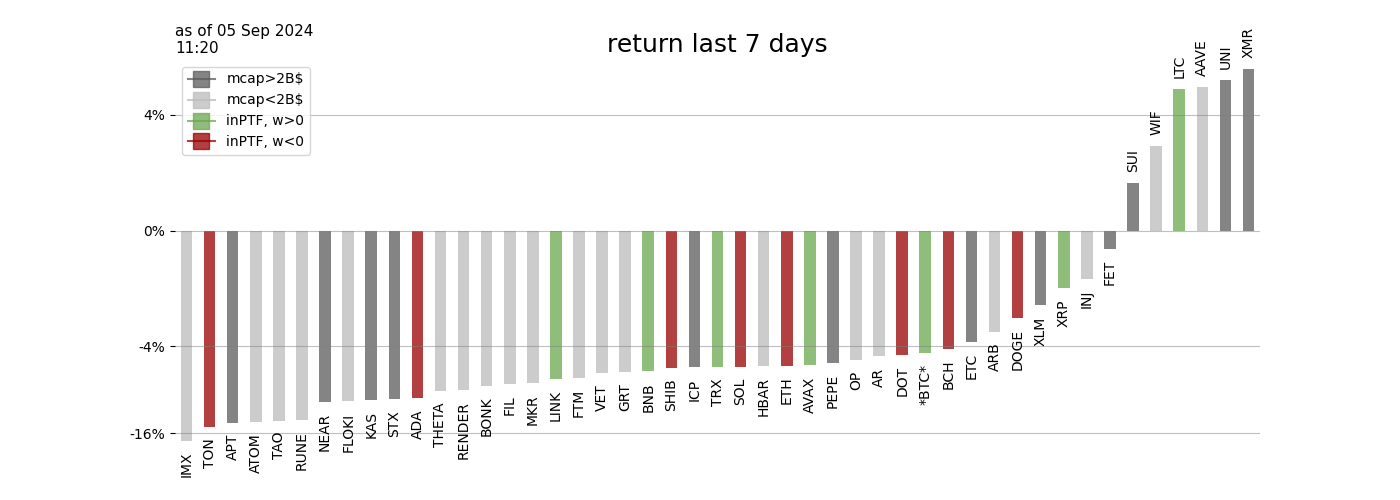 as of 05 Sep 2024
11:20
return last 7 days
mcap>2B$
mcap<2B$
inPTF, w>0
inPTF, w<0
4%
0%
-4%
-16%
IMX
TON
APT
ATOM
TAO
RUNE
NEAR
FLOKI
KAS
STX
ADA
THETA
RENDER
BONK
FIL
MKR
LINK
FTM
VET
GRT
BNB
SHIB
ICP
TRX
SOL
HBAR
ETH
AVAX
PEPE
OP
AR
DOT
*BTC*
BCH
ETC
ARB
DOGE
XLM
XRP
INJ
FET
SUI
WIF
LTC
AAVE
UNI
XMR